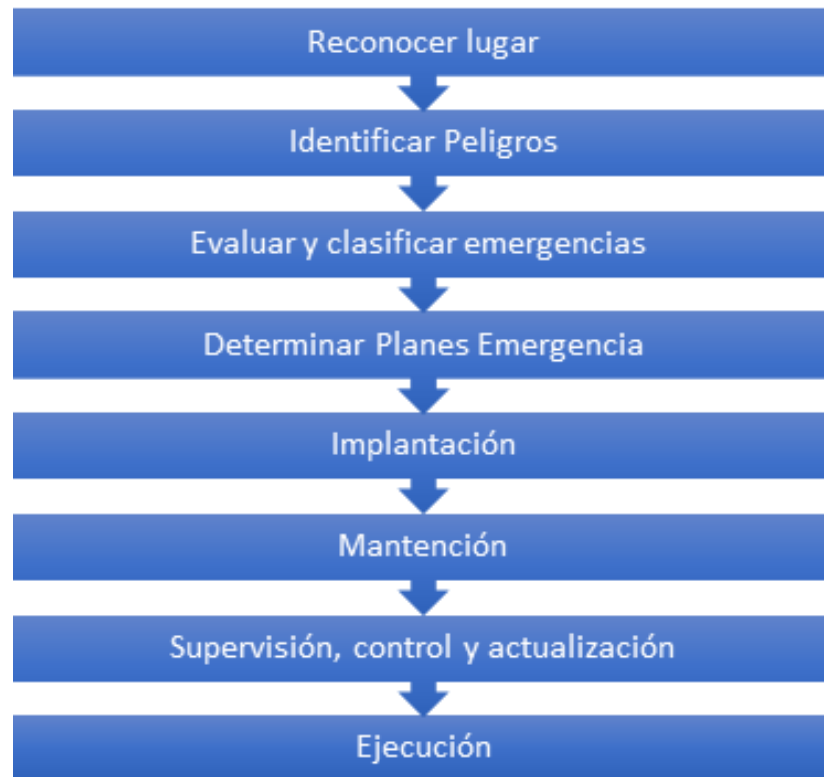 Reconocer lugar
Identificar Peligros
Evaluar y clasificar emergencias
Determinar Planes Emergencia
Implantación
Mantención
Supervisión, control y actualización
Ejecución